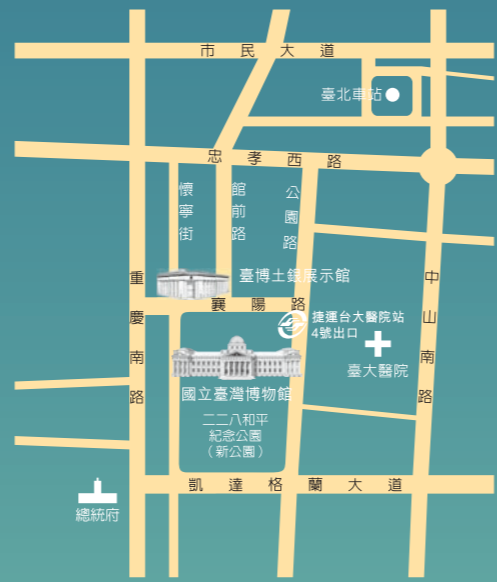 市民大道
臺北車站
忠孝西路
懷寧街
館前路
公園路
臺博土銀展示館
重慶南路
中山南路
襄陽路
捷運台大醫院站
4號出口
臺大醫院
國立臺灣博物館
二二八和平
紀念公園
（新公園）
凱達格蘭大道
總統府